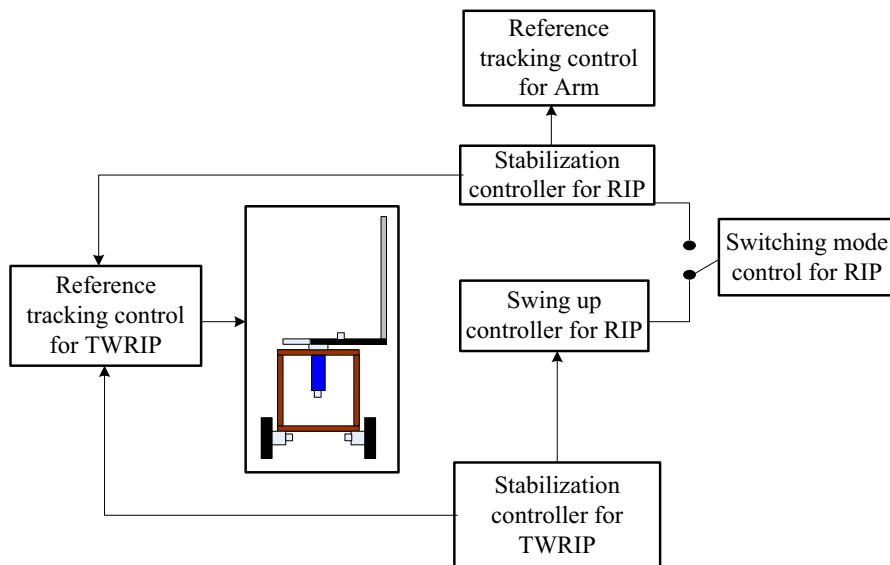 Reference
tracking control
for Arm
Stabilization
controller for RIP
Switching mode
control for RIP
Reference
tracking control
for TWRIP
Swing up
controller for RIP
Stabilization
controller for
TWRIP